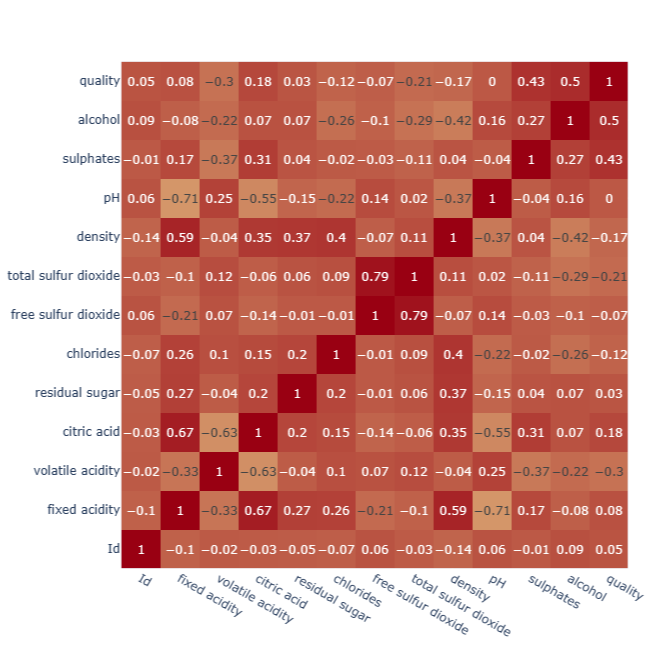 quality 0.05 0.08 −0.3 0.18 0.03 −0.12 −0.07 −0.21 −0.17 0 0.43 0.5 1
alcohol 0.09 −0.08 −0.22 0.07 0.07 −0.26 −0.1 −0.29 −0.42 0.16 0.27 1 0.5
sulphates −0.01 0.17 −0.37 0.31 0.04 −0.02 −0.03 −0.11 0.04 −0.04 1 0.27 0.43
pH 0.06 −0.71 0.25 −0.55 −0.15 −0.22 0.14 0.02 −0.37 1 −0.04 0.16 0
density −0.14 0.59 −0.04 0.35 0.37 0.4 −0.07 0.11 1 −0.37 0.04 −0.42 −0.17
total sulfur dioxide −0.03 −0.1 0.12 −0.06 0.06 0.09 0.79 1 0.11 0.02 −0.11 −0.29 −0.21
free sulfur dioxide 0.06 −0.21 0.07 −0.14 −0.01 −0.01 1 0.79 −0.07 0.14 −0.03 −0.1 −0.07
chlorides −0.07 0.26 0.1 0.15 0.2 1 −0.01 0.09 0.4 −0.22 −0.02 −0.26 −0.12
residual sugar −0.05 0.27 −0.04 0.2 1 0.2 −0.01 0.06 0.37 −0.15 0.04 0.07 0.03
citric acid −0.03 0.67 −0.63 1 0.2 0.15 −0.14 −0.06 0.35 −0.55 0.31 0.07 0.18
volatile acidity −0.02 −0.33 1 −0.63 −0.04 0.1 0.07 0.12 −0.04 0.25 −0.37 −0.22 −0.3
fixed acidity −0.1 1 −0.33 0.67 0.27 0.26 −0.21 −0.1 0.59 −0.71 0.17 −0.08 0.08
Id 1 −0.1 −0.02 −0.03 −0.05 −0.07 0.06 −0.03 −0.14 0.06 −0.01 0.09 0.05
Id
fixed acidity
volatile acidity
citric acid
residual sugar
chlorides
free sulfur dioxide
total sulfur dioxide
density
pH
sulphates
alcohol
quality